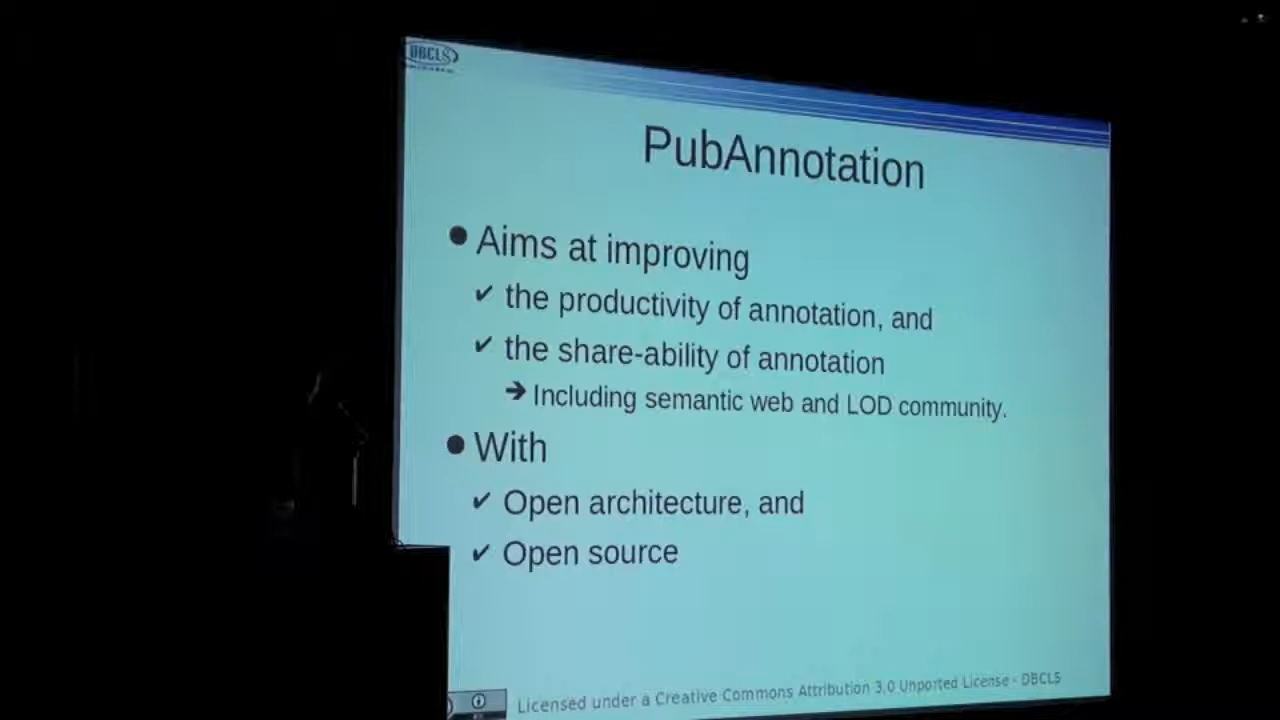 DBCLS
PubAnnotation
● Aims at improving
✔ the productivity of annotation, and
✔ the share-ability of annotation
➔ Including semantic web and LOD community.
● With
✔ Open architecture, and
✔ Open source
Licensed under a Creative Commons Attribution 3.0 Unported License - DBCLS